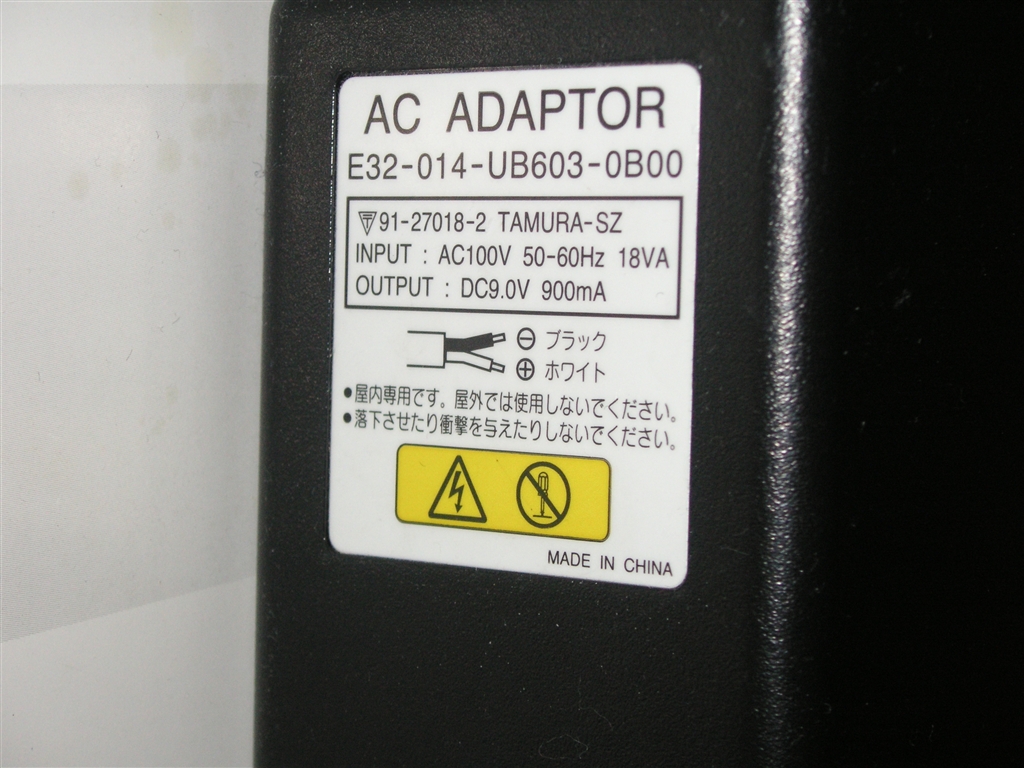 AC ADAPTOR
E32-014-UB603-0B00
91-27018-2 TAMURA-SZ
INPUT : AC100V 50-60Hz 18VA
OUTPUT : DC9.0V 900mA
⊖ ブラック
⊕ ホワイト
●屋内専用です。屋外では使用しないでください。
●落下させたり衝撃を与えたりしないでください。
MADE IN CHINA